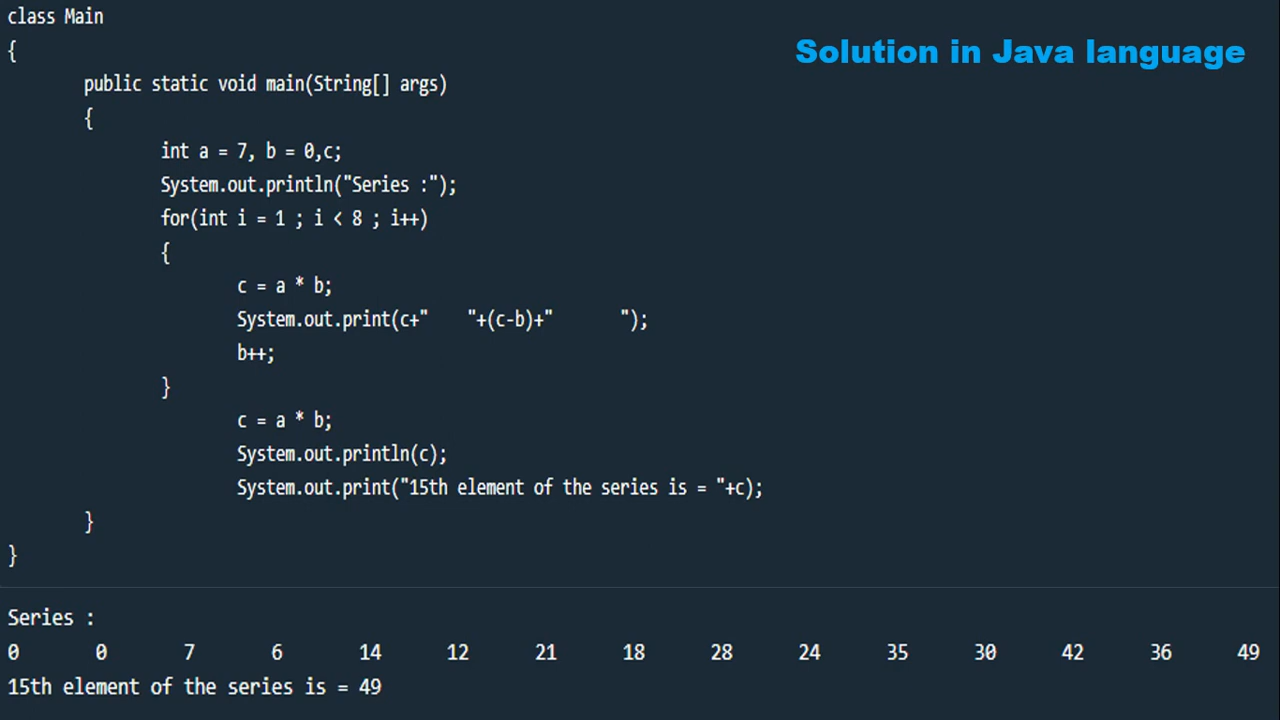 class Main
{
Solution in Java language
public static void main(String[] args)
{
int a = 7, b = 0,c;
System.out.println("Series :");
for(int i = 1 ; i < 8 ; i++)
{
c = a * b;
System.out.print(c+"    "+(c-b)+"       ");
b++;
}
c = a * b;
System.out.println(c);
System.out.print("15th element of the series is = "+c);
}
}
Series :
0 0 7 6 14 12 21 18 28 24 35 30 42 36 49
15th element of the series is = 49